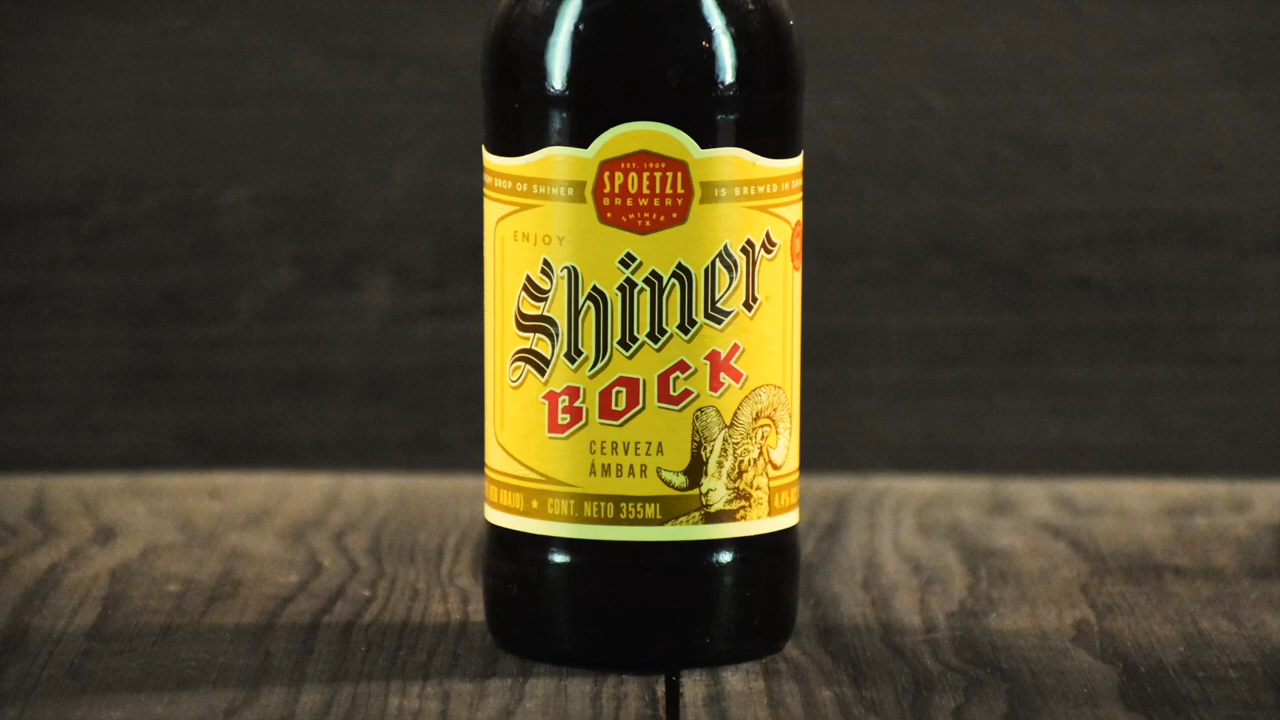 EST. 1909
SPOETZL
BREWERY
SHINER
TX
DROP OF SHINER
IS BREWED IN
ENJOY
Shiner
BOCK
CERVEZA
ÁMBAR
CONT. NETO 355ML